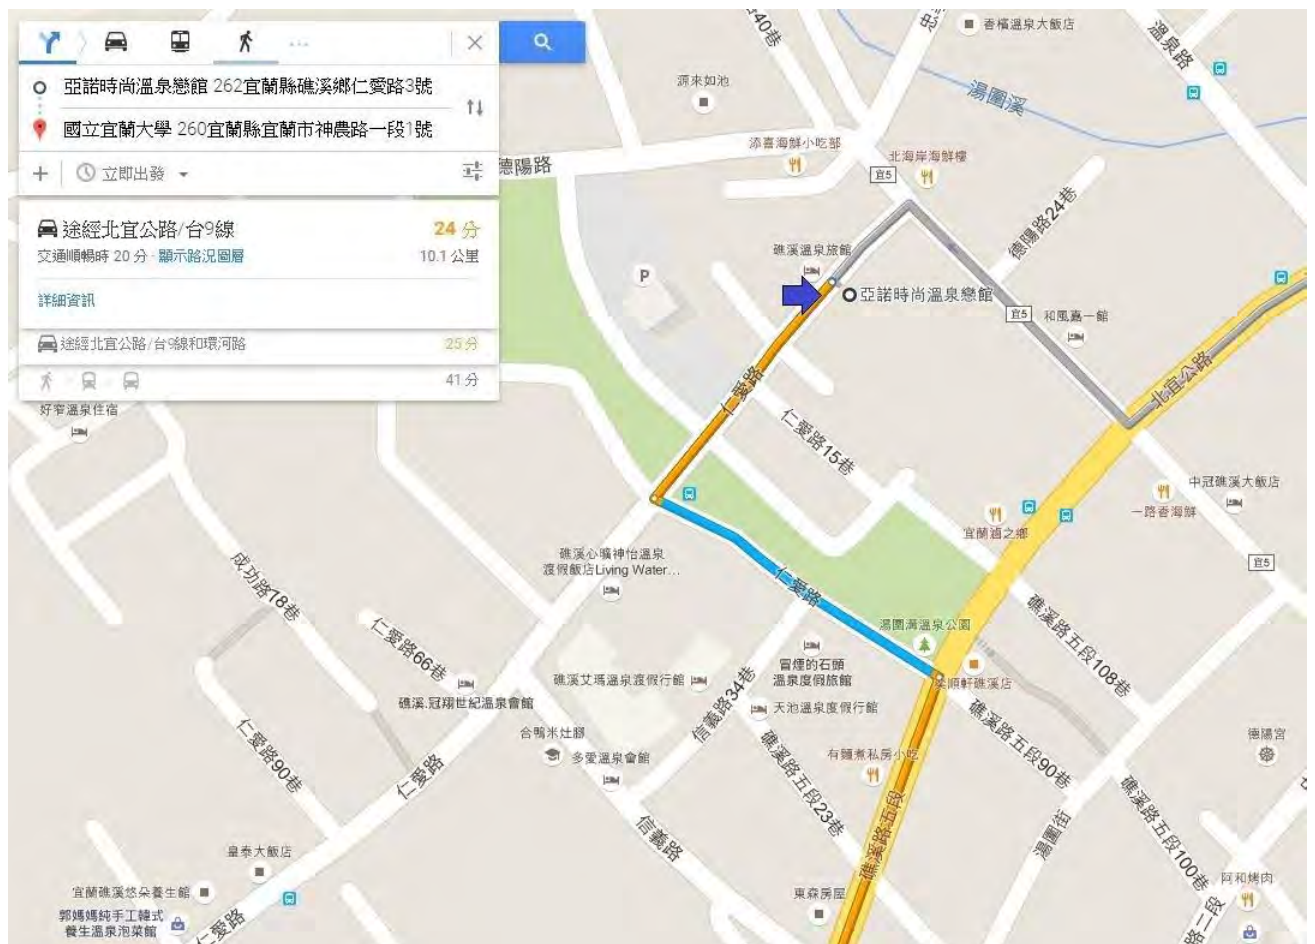 亞諾時尚溫泉戀館 262宜蘭縣礁溪鄉仁愛路3號
國立宜蘭大學 260宜蘭縣宜蘭市神農路一段1號
立即出發
途經北宜公路/台9線
24 分
交通順暢時 20 分 · 顯示路況圖層
10.1 公里
詳細資訊
途經北宜公路/台9線和環河路
25 分
41 分
好窄溫泉住宿
香檳溫泉大飯店
溫泉路
40巷
源來如池
湯圍溪
添喜海鮮小吃部
北海岸海鮮樓
德陽路
宜5
德陽路24巷
礁溪溫泉旅館
P
亞諾時尚溫泉戀館
宜5
和風嘉一館
北宜公路
仁愛路
仁愛路15巷
中冠礁溪大飯店
一路香海鮮
宜蘭滷之鄉
礁溪心曠神怡溫泉
渡假飯店Living Water...
宜5
成功路18巷
仁愛路
湯圍溝溫泉公園
礁溪路五段108巷
仁愛路66巷
冒煙的石頭
溫泉度假旅館
礁溪艾瑪溫泉渡假行館
信義路34巷
礁溪.冠翔世紀溫泉會館
天池溫泉度假行館
礁溪路五段90巷
合鴨米灶腳
多愛溫泉會館
有麵煮私房小吃
德陽宮
仁愛路90巷
仁愛路
礁溪路五段23巷
礁溪路五段
湯圍街
礁溪路五段100巷
信義路
皇泰大飯店
宜蘭礁溪悠朵養生館
東森房屋
阿和烤肉
郭媽媽純手工韓式
養生溫泉泡菜館
仁愛路
路二段